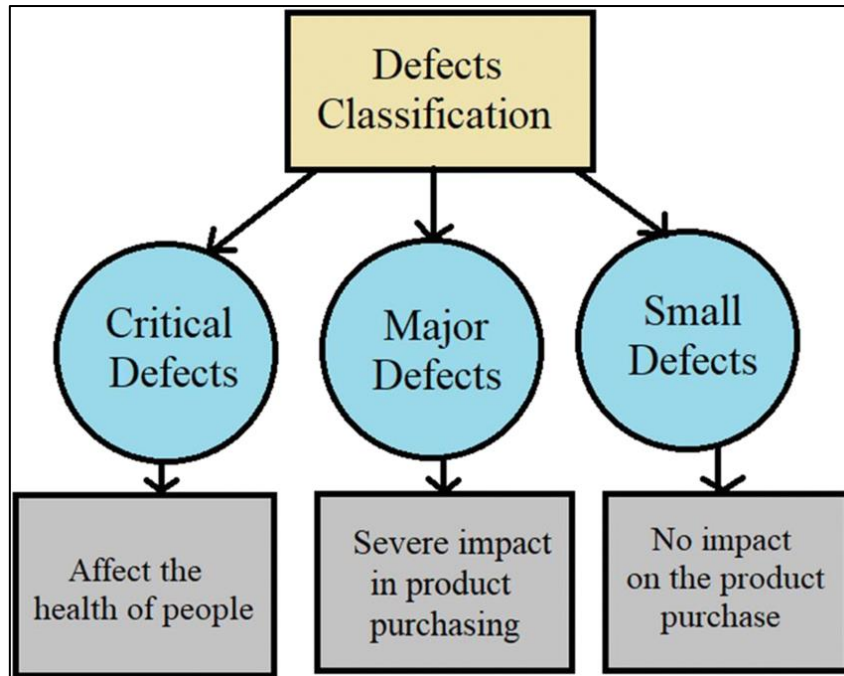 Defects
Classification
Critical
Defects
Major
Defects
Small
Defects
Affect the
health of people
Severe impact
in product
purchasing
No impact
on the product
purchase